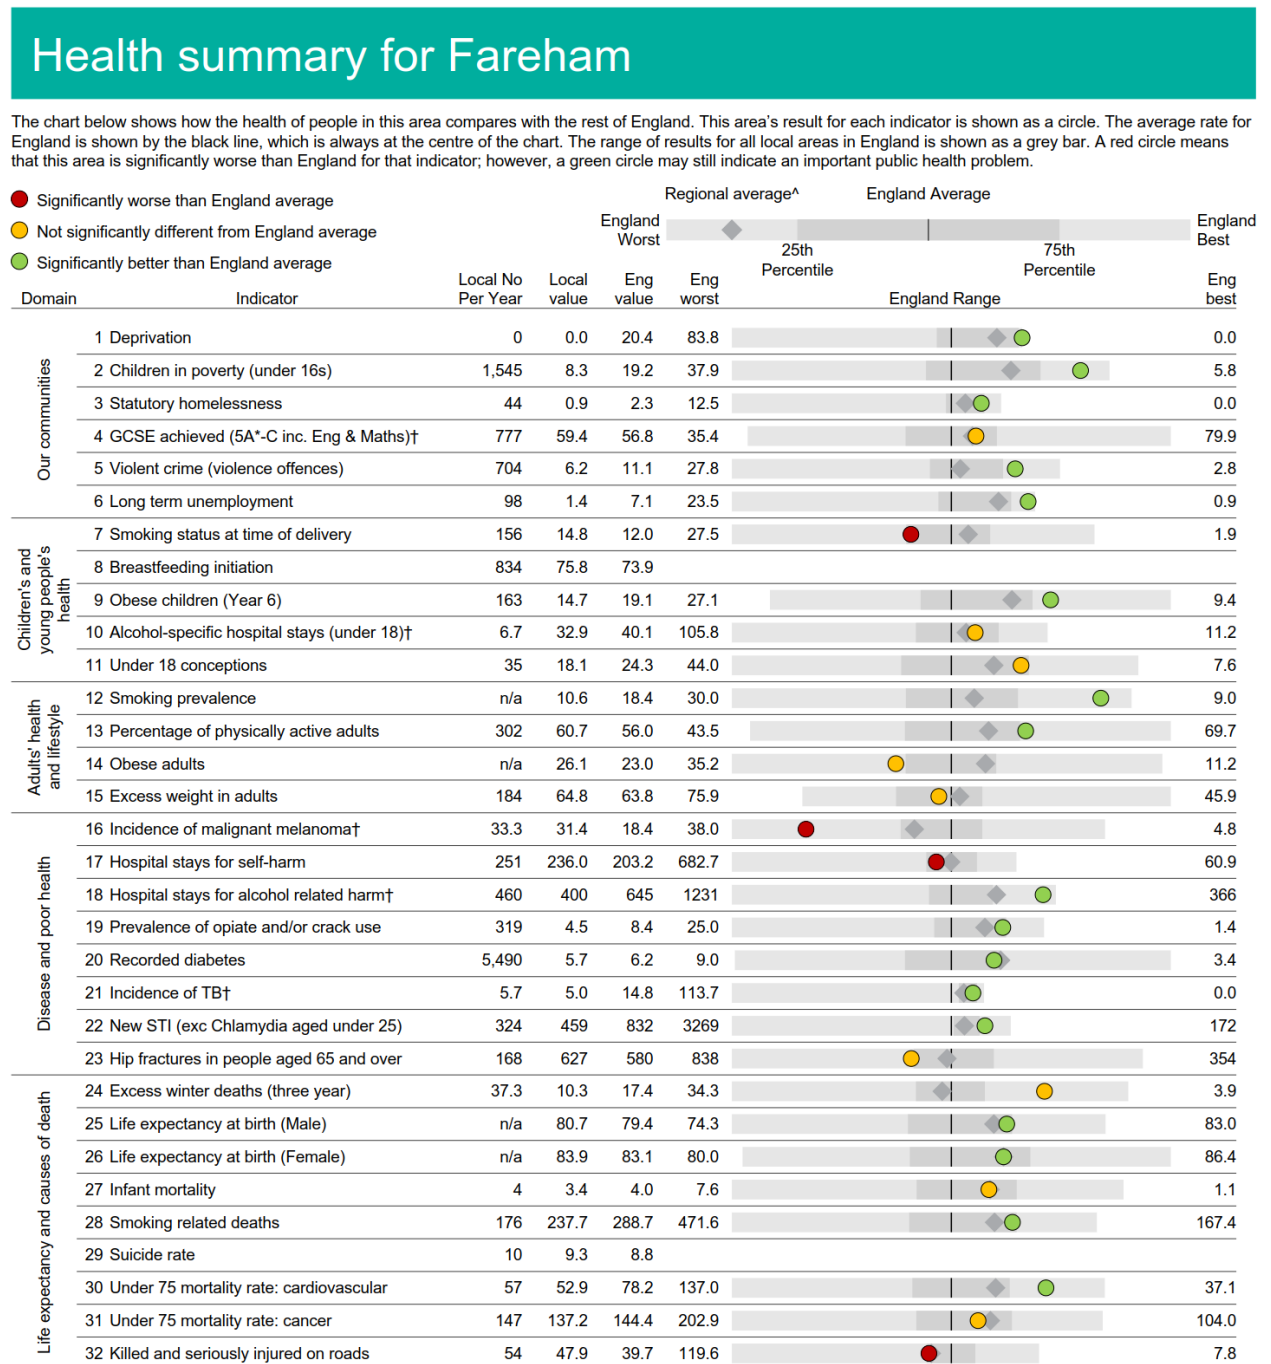 Health summary for Fareham
The chart below shows how the health of people in this area compares with the rest of England. This area's result for each indicator is shown as a circle. The average rate for
England is shown by the black line, which is always at the centre of the chart. The range of results for all local areas in England is shown as a grey bar. A red circle means
that this area is significantly worse than England for that indicator; however, a green circle may still indicate an important public health problem.
Significantly worse than England average
Not significantly different from England average
Significantly better than England average
Regional average^ England Average
England Worst
England Best
25th Percentile
75th Percentile
Domain Indicator Local No Per Year Local value Eng value Eng worst England Range Eng best
Our communities
1 Deprivation 0 0.0 20.4 83.8 0.0
2 Children in poverty (under 16s) 1,545 8.3 19.2 37.9 5.8
3 Statutory homelessness 44 0.9 2.3 12.5 0.0
4 GCSE achieved (5A*-C inc. Eng & Maths)† 777 59.4 56.8 35.4 79.9
5 Violent crime (violence offences) 704 6.2 11.1 27.8 2.8
6 Long term unemployment 98 1.4 7.1 23.5 0.9
Children's and young people's health
7 Smoking status at time of delivery 156 14.8 12.0 27.5 1.9
8 Breastfeeding initiation 834 75.8 73.9
9 Obese children (Year 6) 163 14.7 19.1 27.1 9.4
10 Alcohol-specific hospital stays (under 18)† 6.7 32.9 40.1 105.8 11.2
11 Under 18 conceptions 35 18.1 24.3 44.0 7.6
Adults' health and lifestyle
12 Smoking prevalence n/a 10.6 18.4 30.0 9.0
13 Percentage of physically active adults 302 60.7 56.0 43.5 69.7
14 Obese adults n/a 26.1 23.0 35.2 11.2
15 Excess weight in adults 184 64.8 63.8 75.9 45.9
Disease and poor health
16 Incidence of malignant melanoma† 33.3 31.4 18.4 38.0 4.8
17 Hospital stays for self-harm 251 236.0 203.2 682.7 60.9
18 Hospital stays for alcohol related harm† 460 400 645 1231 366
19 Prevalence of opiate and/or crack use 319 4.5 8.4 25.0 1.4
20 Recorded diabetes 5,490 5.7 6.2 9.0 3.4
21 Incidence of TB† 5.7 5.0 14.8 113.7 0.0
22 New STI (exc Chlamydia aged under 25) 324 459 832 3269 172
23 Hip fractures in people aged 65 and over 168 627 580 838 354
Life expectancy and causes of death
24 Excess winter deaths (three year) 37.3 10.3 17.4 34.3 3.9
25 Life expectancy at birth (Male) n/a 80.7 79.4 74.3 83.0
26 Life expectancy at birth (Female) n/a 83.9 83.1 80.0 86.4
27 Infant mortality 4 3.4 4.0 7.6 1.1
28 Smoking related deaths 176 237.7 288.7 471.6 167.4
29 Suicide rate 10 9.3 8.8
30 Under 75 mortality rate: cardiovascular 57 52.9 78.2 137.0 37.1
31 Under 75 mortality rate: cancer 147 137.2 144.4 202.9 104.0
32 Killed and seriously injured on roads 54 47.9 39.7 119.6 7.8